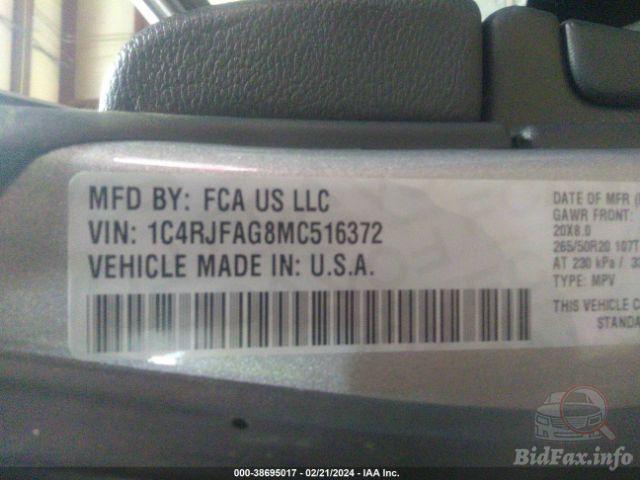 MFD BY: FCA US LLC
VIN: 1C4RJFAG8MC516372
VEHICLE MADE IN: U.S.A.
DATE OF MFR
GAWR FRONT:
20X8.0
265/50R20 107T
AT 230 kPa /
TYPE: MPV
THIS VEHICLE
STANDA
BidFax.info
000-38695017 - 02/21/2024 - IAA Inc.